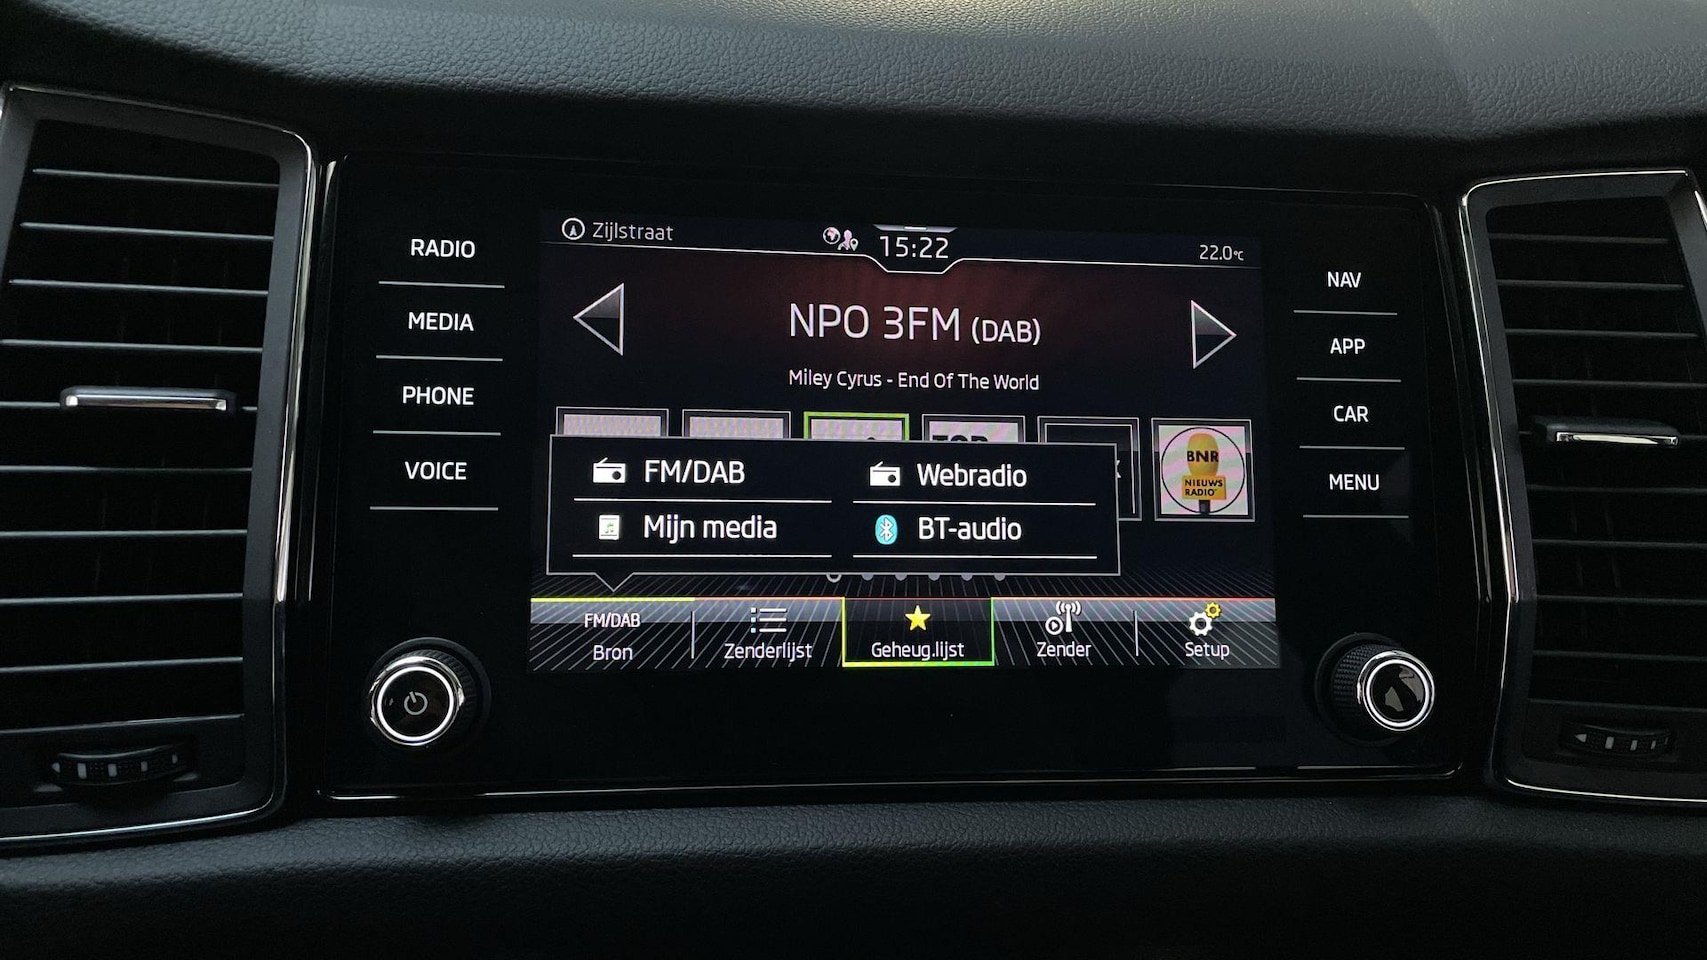 RADIO
MEDIA
PHONE
VOICE
Zijlstraat
15:22
22.0°C
NPO 3FM (DAB)
Miley Cyrus - End Of The World
BNR
NIEUWS
RADIO
FM/DAB
Webradio
Mijn media
BT-audio
FM/DAB
Bron
Zenderlijst
Geheug.lijst
Zender
Setup
NAV
APP
CAR
MENU